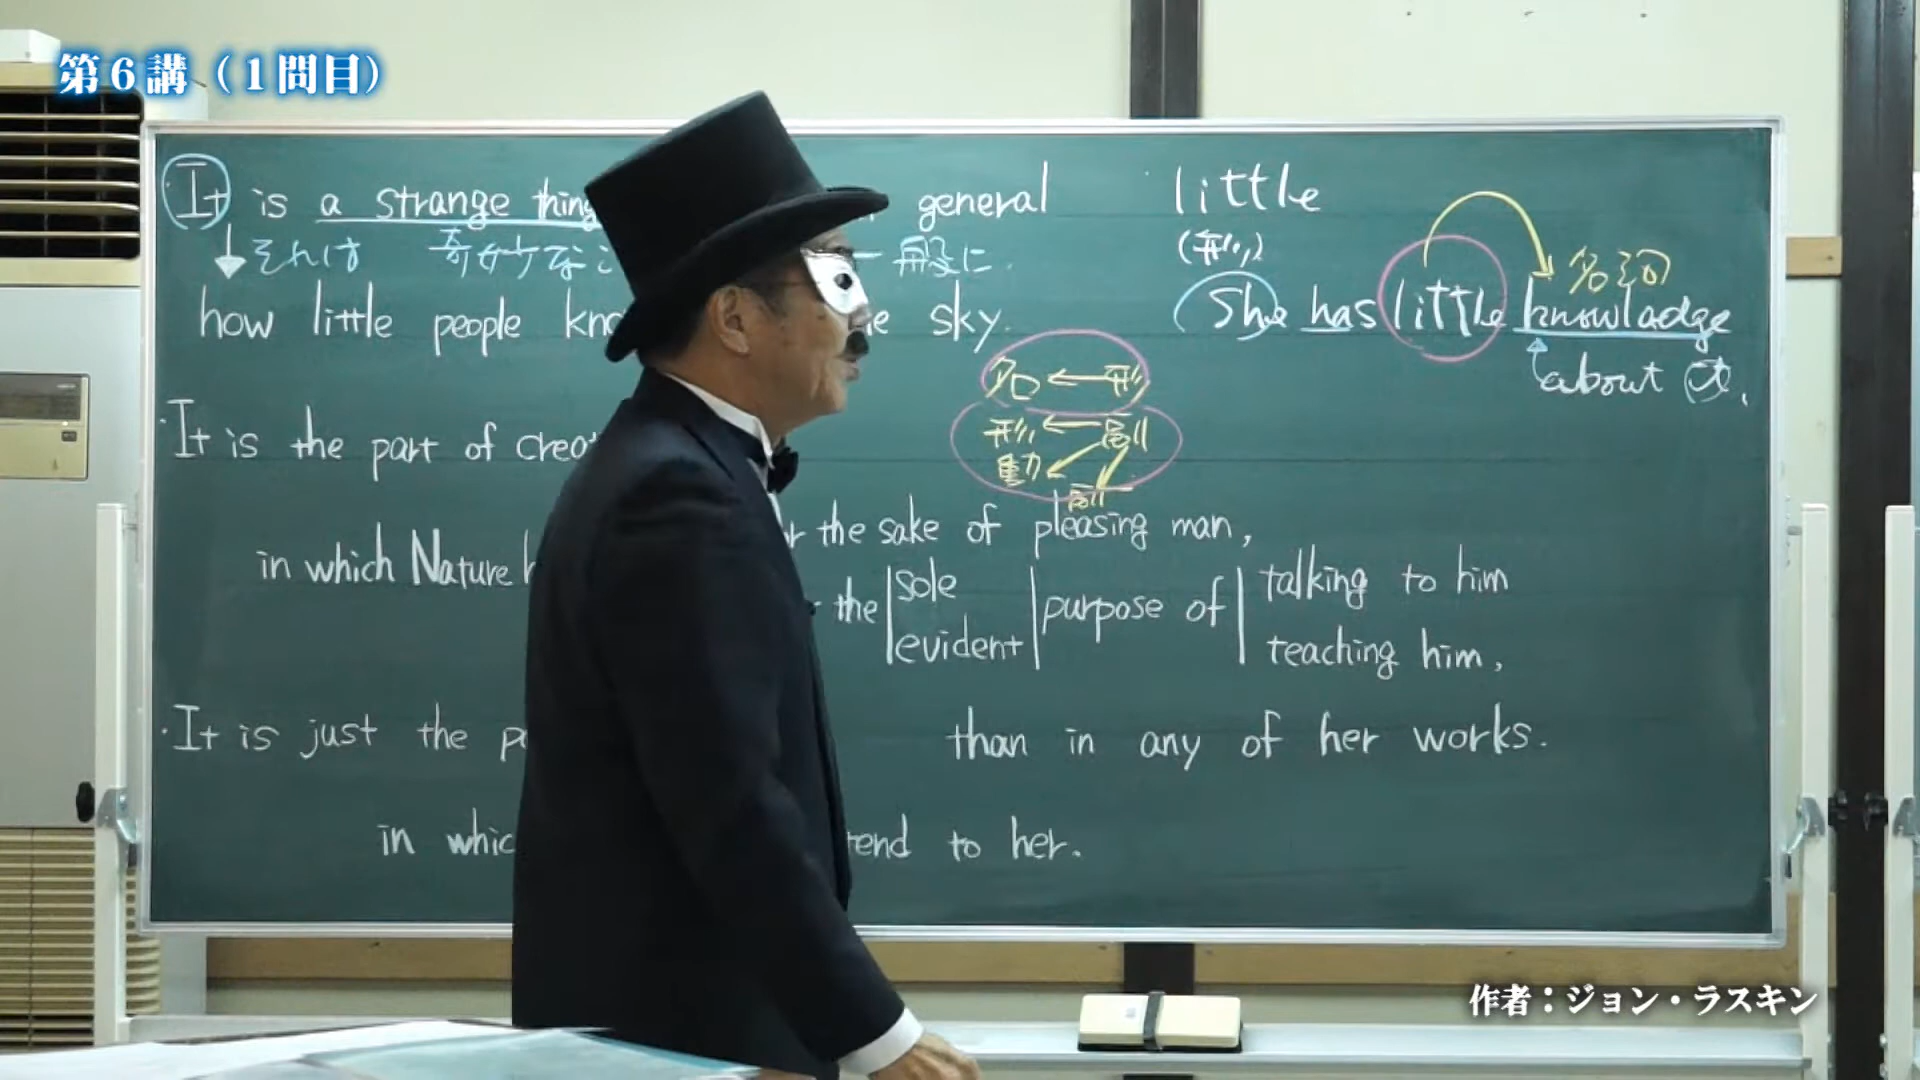 第6講（1問目）
It is a strange thing general
それは 奇妙なこ 一般に.
how little people kno sky.
It is the part of crea
in which Nature the sake of pleasing man,
the sole purpose of talking to him
evident teaching him,
It is just the than in any of her works.
in whic tend to her.
little
(形)
名詞
She has little knowladge
about it.
名 ← 形
形 ← 副
動
副
作者：ジョン・ラスキン